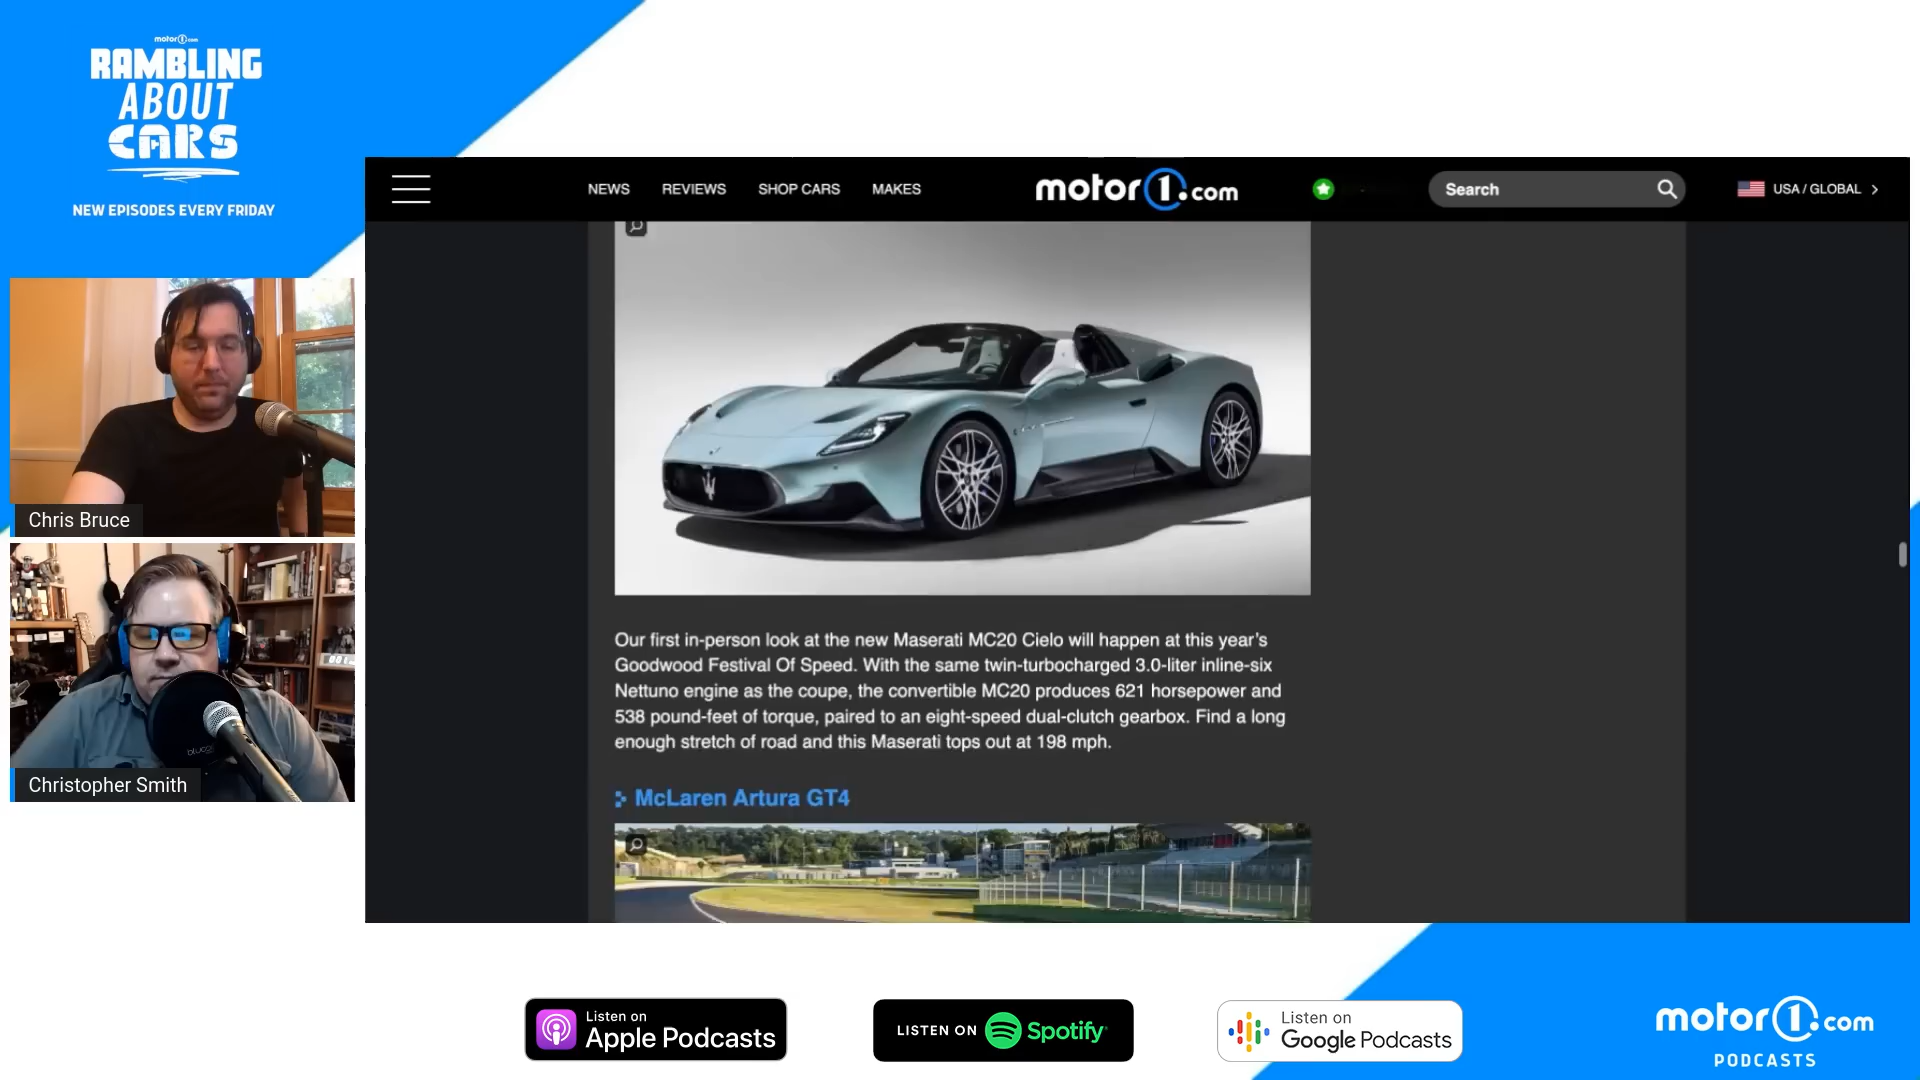 motor1.com
RAMBLING
ABOUT
CARS
NEW EPISODES EVERY FRIDAY
NEWS
REVIEWS
SHOP CARS
MAKES
motor1.com
Search
USA / GLOBAL
Chris Bruce
Christopher Smith
Our first in-person look at the new Maserati MC20 Cielo will happen at this year’s
Goodwood Festival Of Speed. With the same twin-turbocharged 3.0-liter inline-six
Nettuno engine as the coupe, the convertible MC20 produces 621 horsepower and
538 pound-feet of torque, paired to an eight-speed dual-clutch gearbox. Find a long
enough stretch of road and this Maserati tops out at 198 mph.
McLaren Artura GT4
Listen on
Apple Podcasts
LISTEN ON
Spotify
Listen on
Google Podcasts
motor1.com
PODCASTS